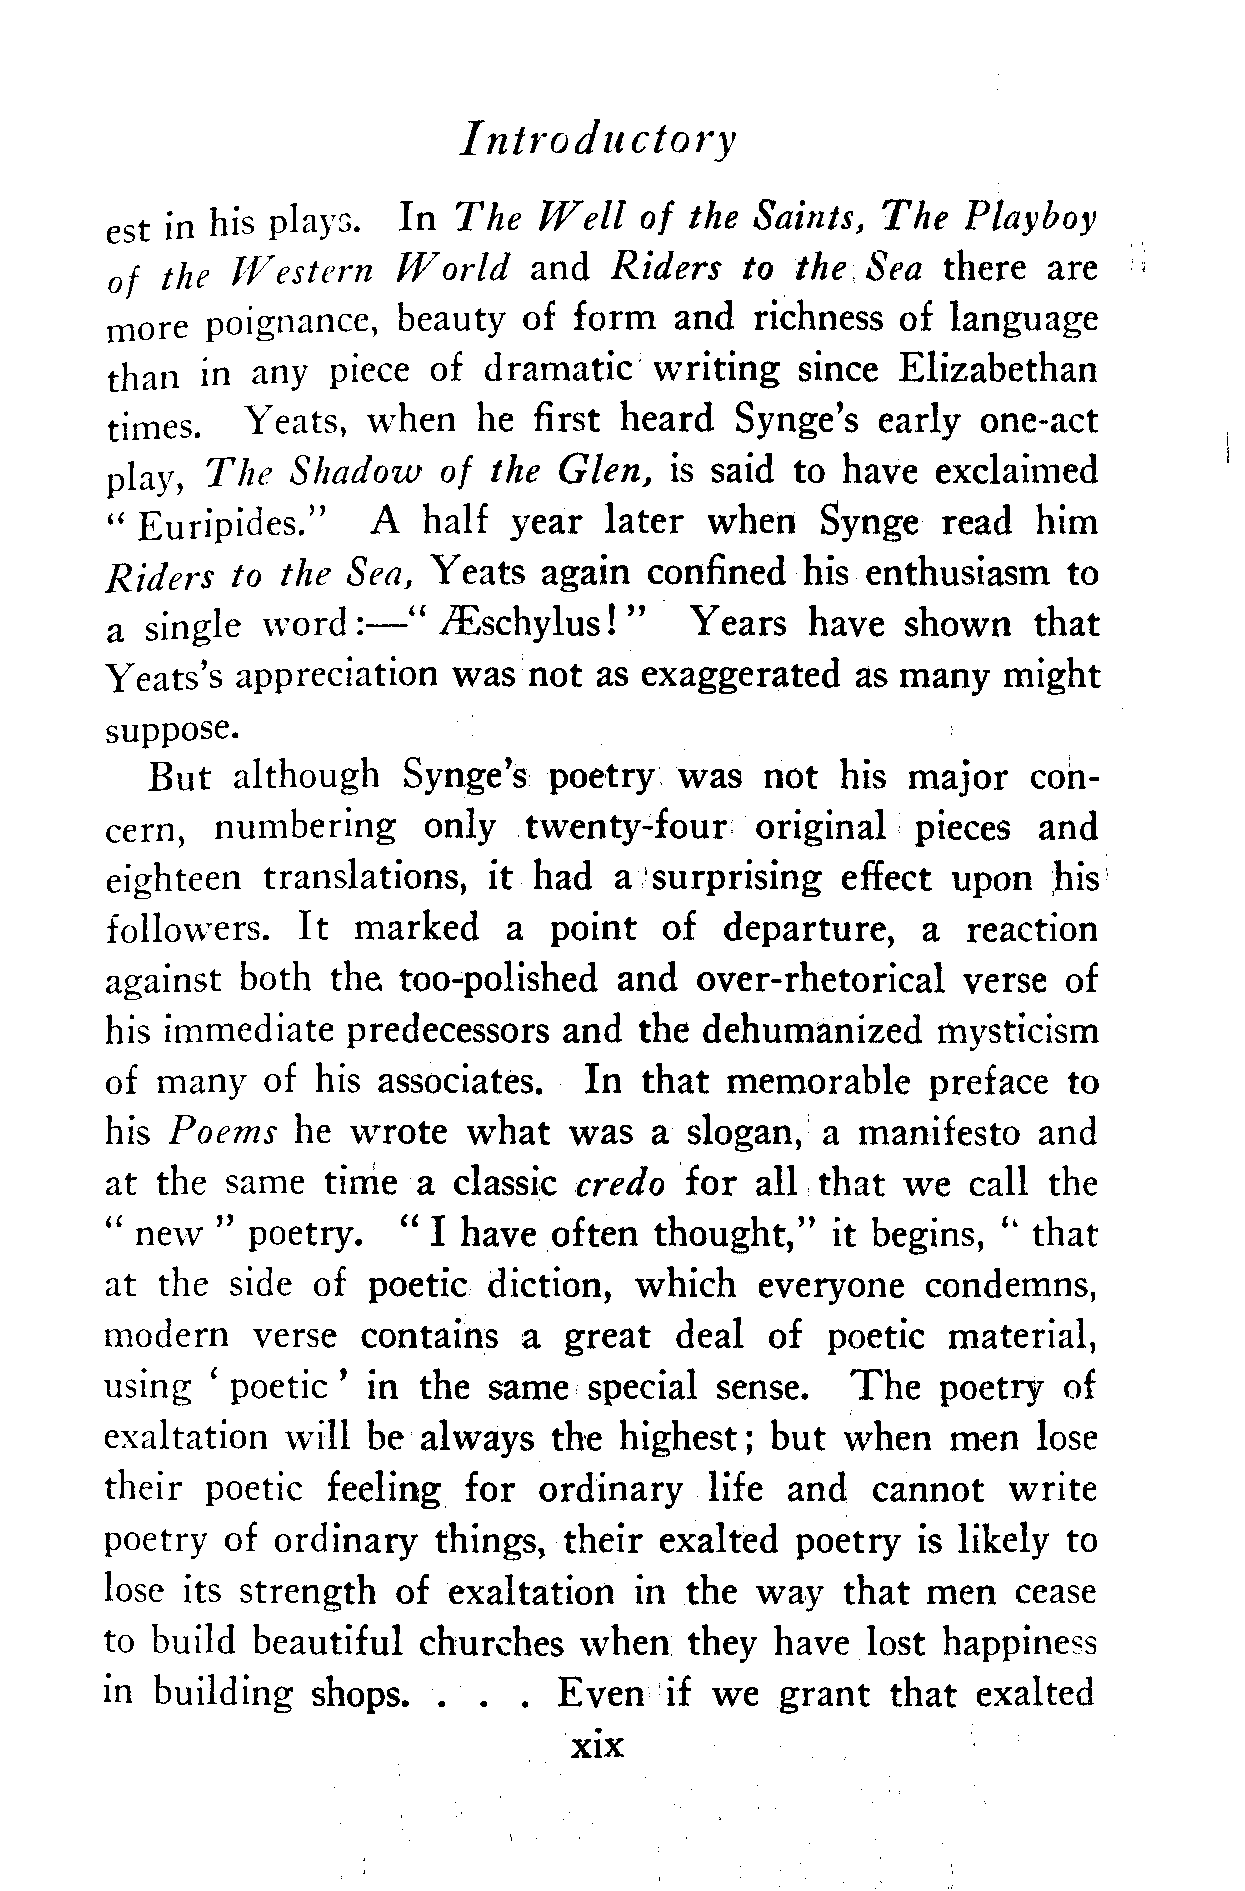 Introductory
est in his plays. In The Well of the Saints, The Playboy
of the Western World and Riders to the Sea there are
more poignance, beauty of form and richness of language
than in any piece of dramatic writing since Elizabethan
times. Yeats, when he first heard Synge's early one-act
play, The Shadow of the Glen, is said to have exclaimed
" Euripides." A half year later when Synge read him
Riders to the Sea, Yeats again confined his enthusiasm to
a single word:—" Æschylus! " Years have shown that
Yeats's appreciation was not as exaggerated as many might
suppose.
But although Synge's poetry was not his major con-
cern, numbering only twenty-four original pieces and
eighteen translations, it had a surprising effect upon his
followers. It marked a point of departure, a reaction
against both the too-polished and over-rhetorical verse of
his immediate predecessors and the dehumanized mysticism
of many of his associates. In that memorable preface to
his Poems he wrote what was a slogan, a manifesto and
at the same time a classic credo for all that we call the
" new " poetry. " I have often thought," it begins, " that
at the side of poetic diction, which everyone condemns,
modern verse contains a great deal of poetic material,
using ' poetic ' in the same special sense. The poetry of
exaltation will be always the highest; but when men lose
their poetic feeling for ordinary life and cannot write
poetry of ordinary things, their exalted poetry is likely to
lose its strength of exaltation in the way that men cease
to build beautiful churches when they have lost happiness
in building shops. . . . Even if we grant that exalted
xix